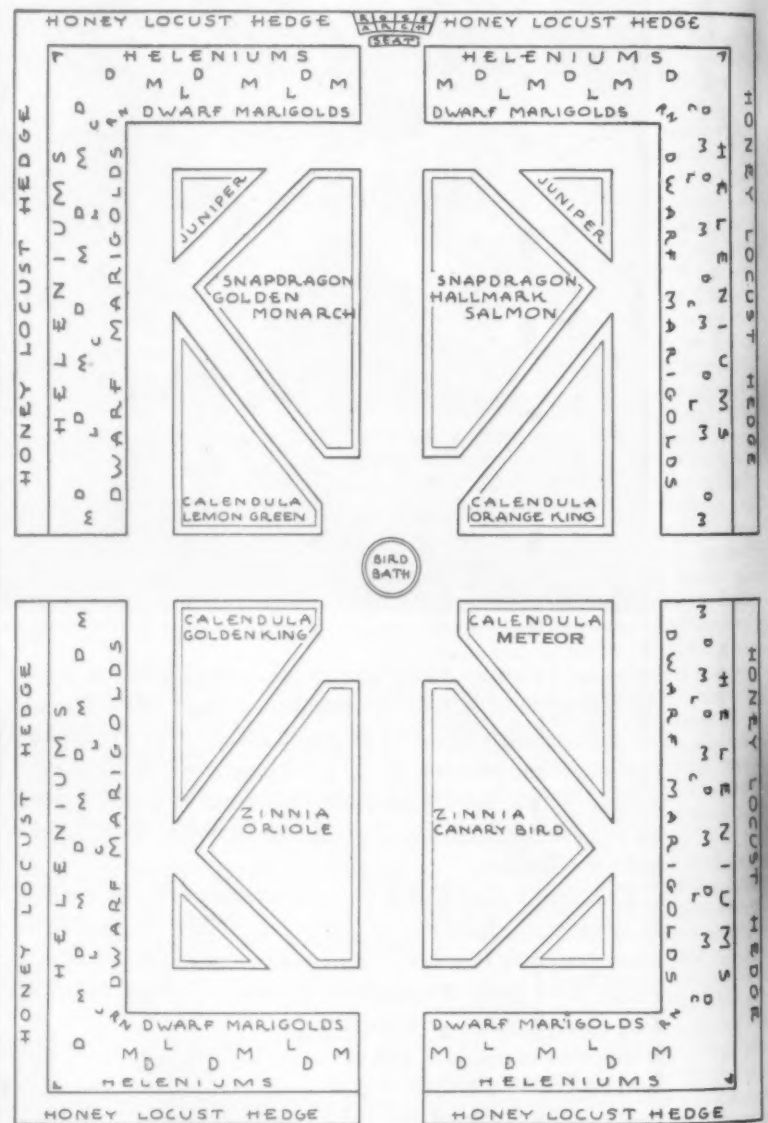 HONEY LOCUST HEDGE
ROSE
ARCH
SEAT
HONEY LOCUST HEDGE
HELENIUMS
D M L D M L D M
DWARF MARIGOLDS
HELENIUMS
M D L M L D M D
DWARF MARIGOLDS
HONEY LOCUST HEDGE
HELENIUMS
DWARF MARIGOLDS
JUNIPER
SNAPDRAGON
GOLDEN
MONARCH
CALENDULA
LEMON GREEN
JUNIPER
SNAPDRAGON
HALLMARK
SALMON
CALENDULA
ORANGE KING
DWARF MARIGOLDS
HELENIUMS
HONEY LOCUST HEDGE
BIRD
BATH
HONEY LOCUST HEDGE
HELENIUMS
DWARF MARIGOLDS
CALENDULA
GOLDEN KING
ZINNIA
ORIOLE
CALENDULA
METEOR
ZINNIA
CANARY BIRD
DWARF MARIGOLDS
HELENIUMS
HONEY LOCUST HEDGE
DWARF MARIGOLDS
M D L D M L D M
HELENIUMS
HONEY LOCUST HEDGE
DWARF MARIGOLDS
M D L M D L D M
HELENIUMS
HONEY LOCUST HEDGE